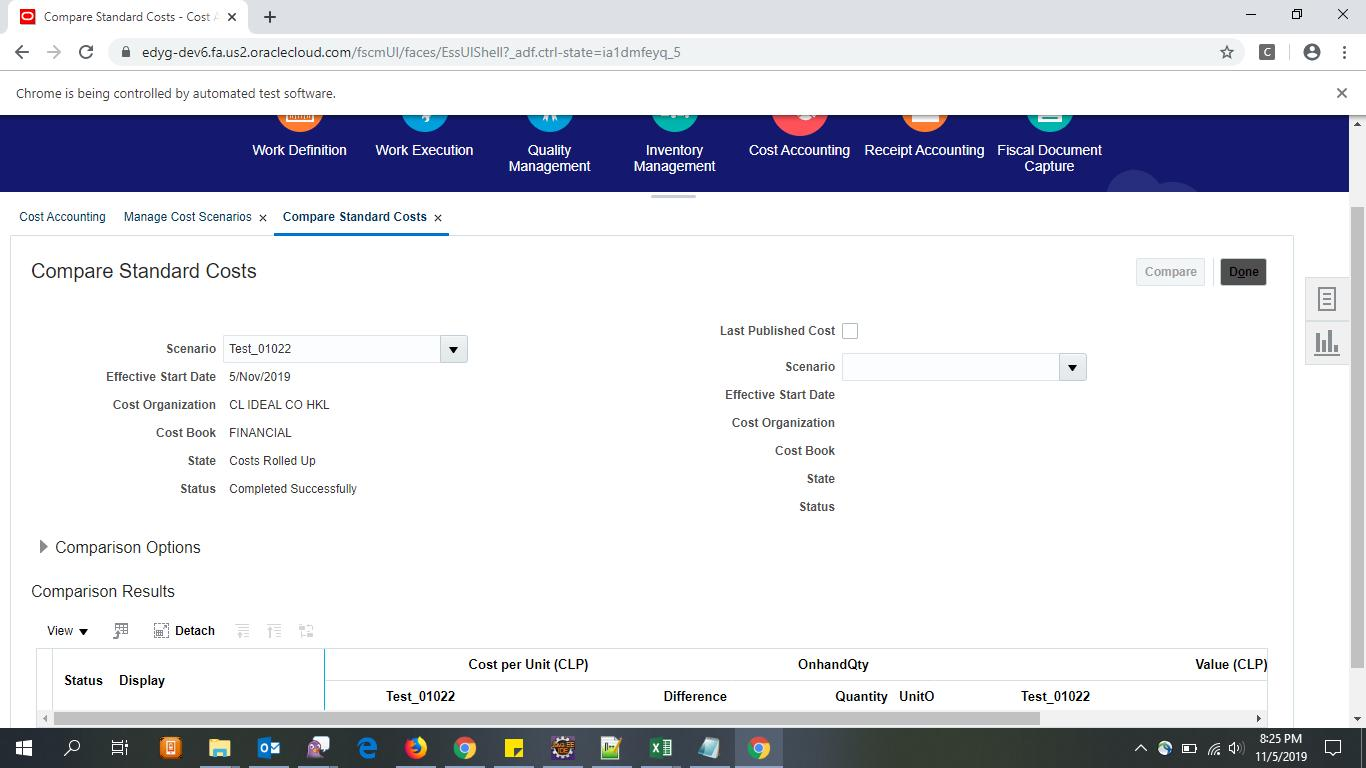 Compare Standard Costs - Cost A
edyg-dev6.fa.us2.oraclecloud.com/fscmUI/faces/EssUIShell?_adf.ctrl-state=ia1dmfeyq_5
C
Chrome is being controlled by automated test software.
Work Definition
Work Execution
Quality
Management
Inventory
Management
Cost Accounting
Receipt Accounting
Fiscal Document
Capture
Cost Accounting
Manage Cost Scenarios
Compare Standard Costs
Compare Standard Costs
Compare
Done
Scenario Test_01022
Effective Start Date 5/Nov/2019
Cost Organization CL IDEAL CO HKL
Cost Book FINANCIAL
State Costs Rolled Up
Status Completed Successfully
Last Published Cost
Scenario
Effective Start Date
Cost Organization
Cost Book
State
Status
Comparison Options
Comparison Results
View
Detach
Cost per Unit (CLP) OnhandQty Value (CLP)
Status Display
Test_01022 Difference Quantity UnitO Test_01022
8:25 PM
11/5/2019